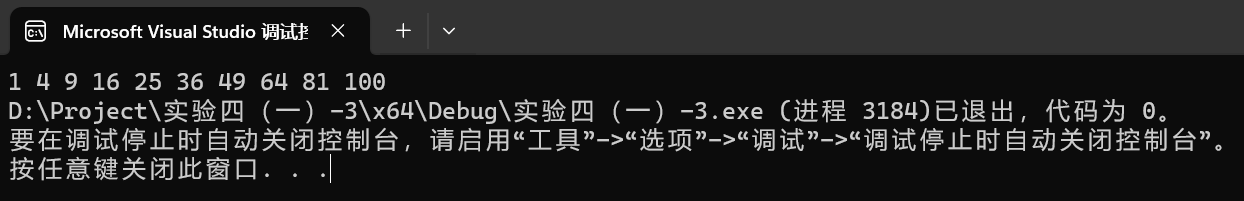 Microsoft Visual Studio 调试
1 4 9 16 25 36 49 64 81 100
D:\Project\实验四（一）-3\x64\Debug\实验四（一）-3.exe (进程 3184)已退出，代码为 0。
要在调试停止时自动关闭控制台，请启用“工具”->“选项”->“调试”->“调试停止时自动关闭控制台”。
按任意键关闭此窗口. . .